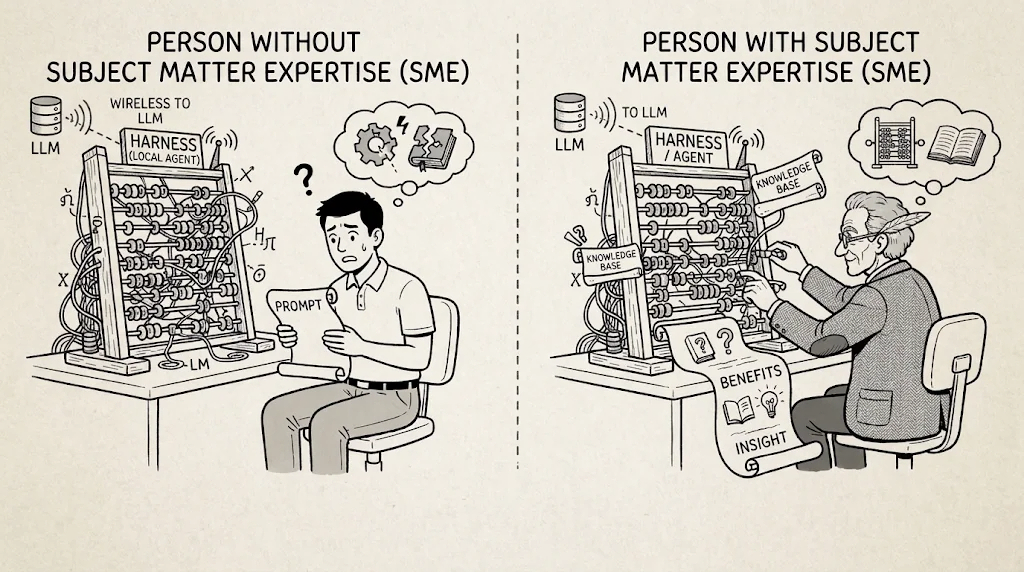 PERSON WITHOUT
SUBJECT MATTER EXPERTISE (SME)
WIRELESS TO
LLM
LLM
HARNESS
(LOCAL AGENT)
?
X
Π
X
LM
PROMPT
PERSON WITH SUBJECT
MATTER EXPERTISE (SME)
TO LLM
LLM
HARNESS
/ AGENT
KNOWLEDGE
BASE
KNOWLEDGE
BASE
X
? ?
BENEFITS
INSIGHT